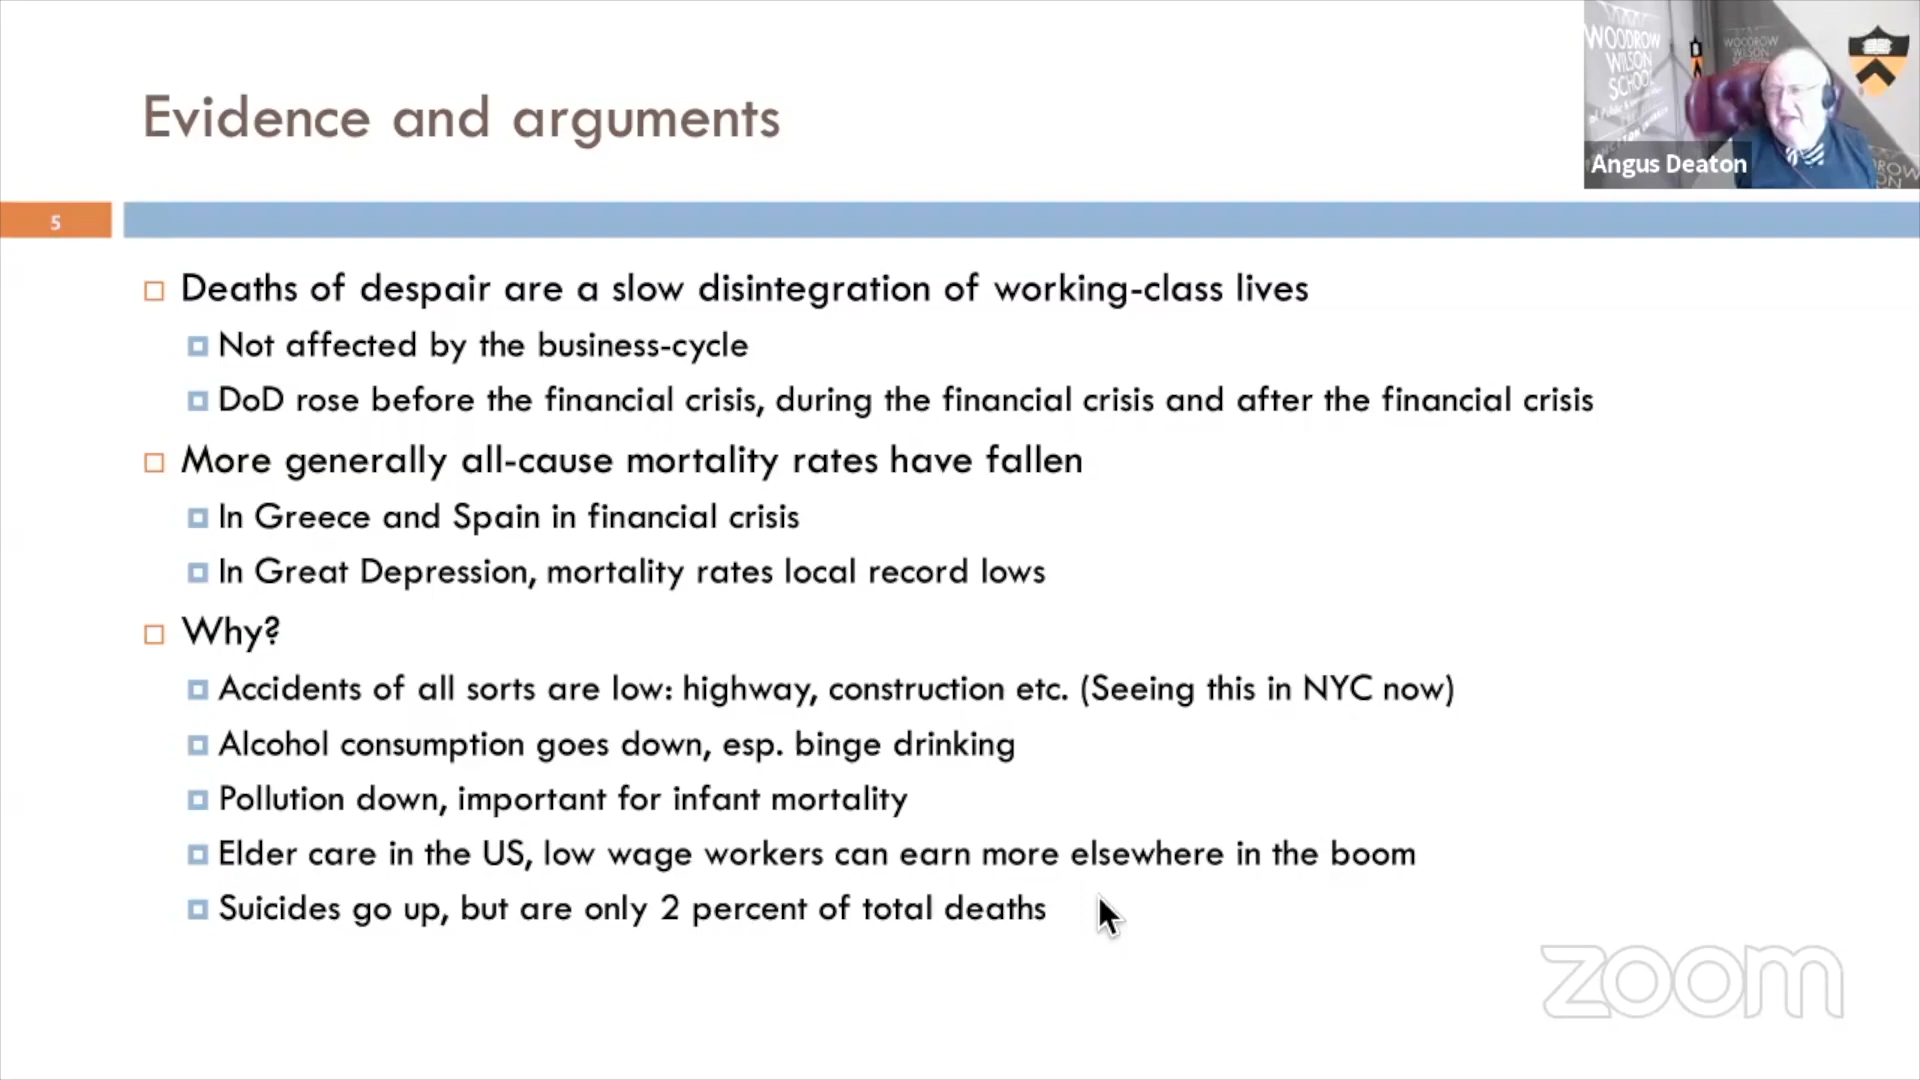 Evidence and arguments
WOODROW
WILSON
SCHOOL
WOODROW
WILSON
Angus Deaton
5
Deaths of despair are a slow disintegration of working-class lives
Not affected by the business-cycle
DoD rose before the financial crisis, during the financial crisis and after the financial crisis
More generally all-cause mortality rates have fallen
In Greece and Spain in financial crisis
In Great Depression, mortality rates local record lows
Why?
Accidents of all sorts are low: highway, construction etc. (Seeing this in NYC now)
Alcohol consumption goes down, esp. binge drinking
Pollution down, important for infant mortality
Elder care in the US, low wage workers can earn more elsewhere in the boom
Suicides go up, but are only 2 percent of total deaths
zoom